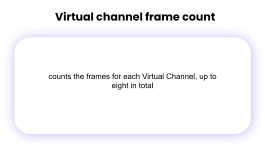 Virtual channel frame count
counts the frames for each Virtual Channel, up to
eight in total